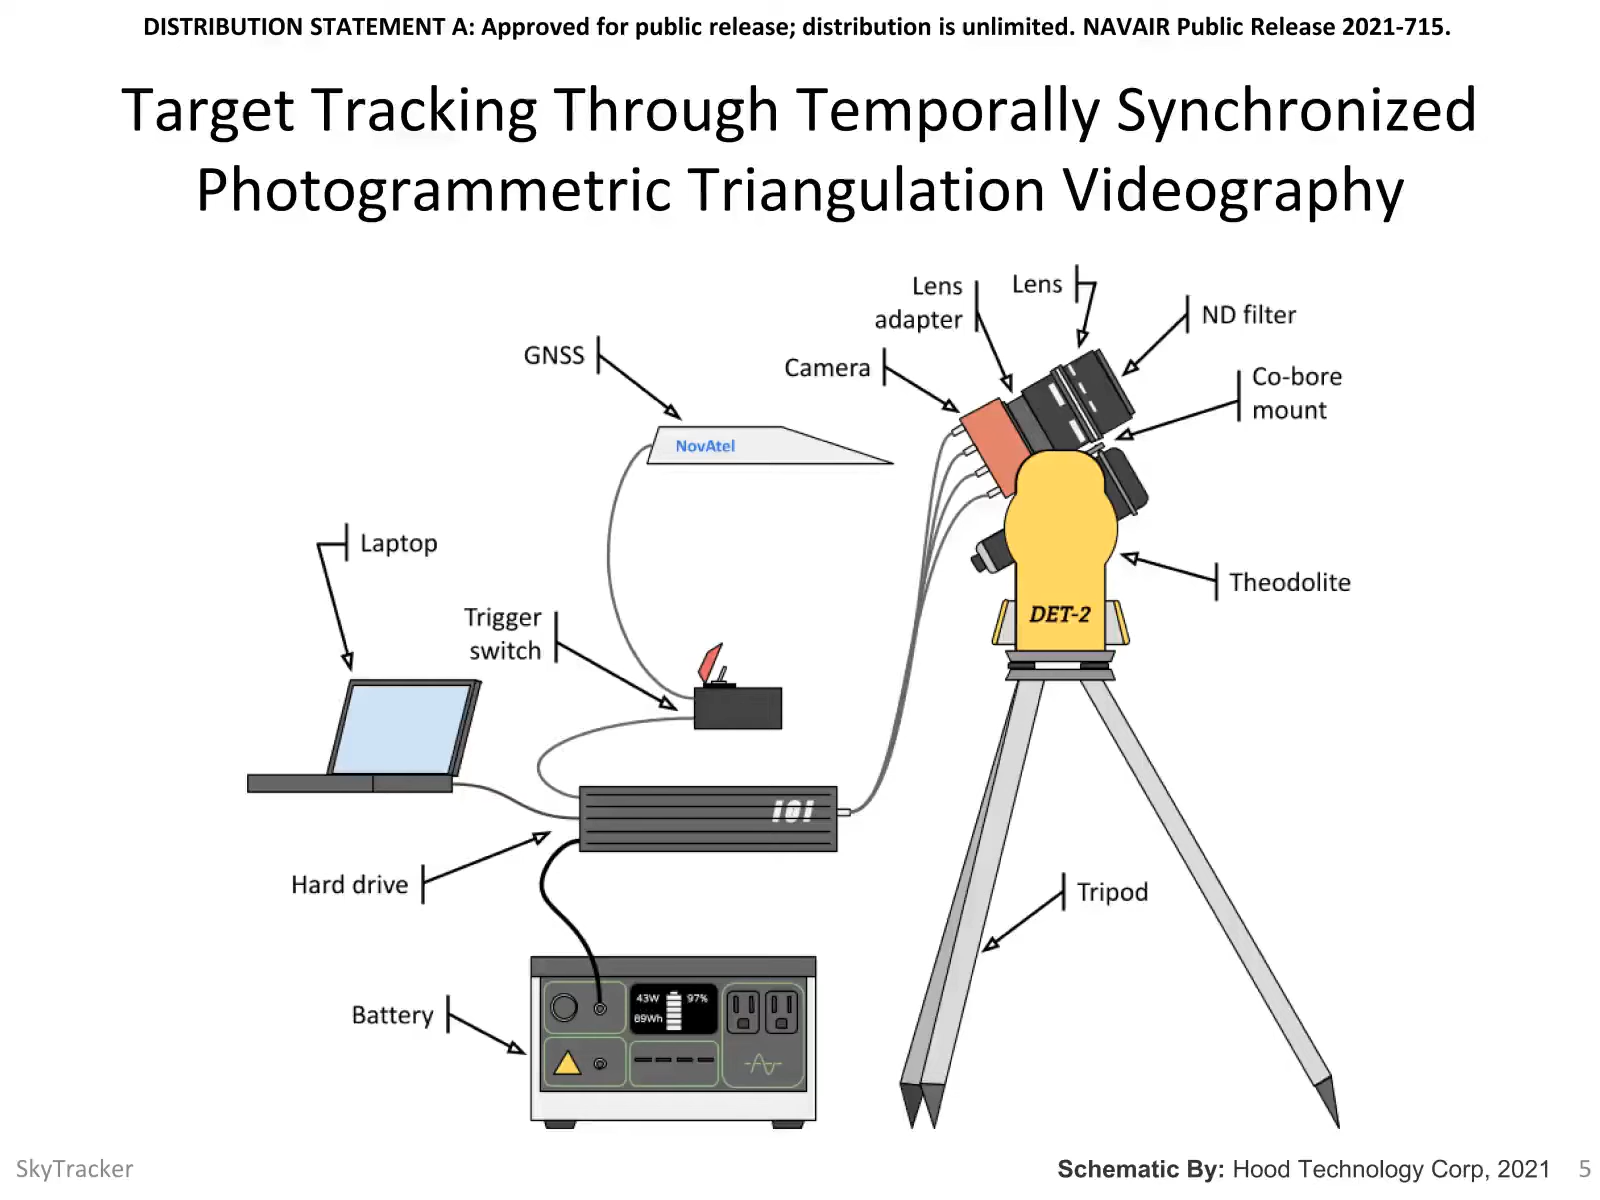 DISTRIBUTION STATEMENT A: Approved for public release; distribution is unlimited. NAVAIR Public Release 2021-715.
Target Tracking Through Temporally Synchronized
Photogrammetric Triangulation Videography
Lens
adapter
Lens
ND filter
GNSS
Camera
Co-bore
mount
NovAtel
Laptop
Theodolite
Trigger
switch
DET-2
Hard drive
Tripod
Battery
43W
97%
89Wh
SkyTracker
Schematic By: Hood Technology Corp, 2021
5